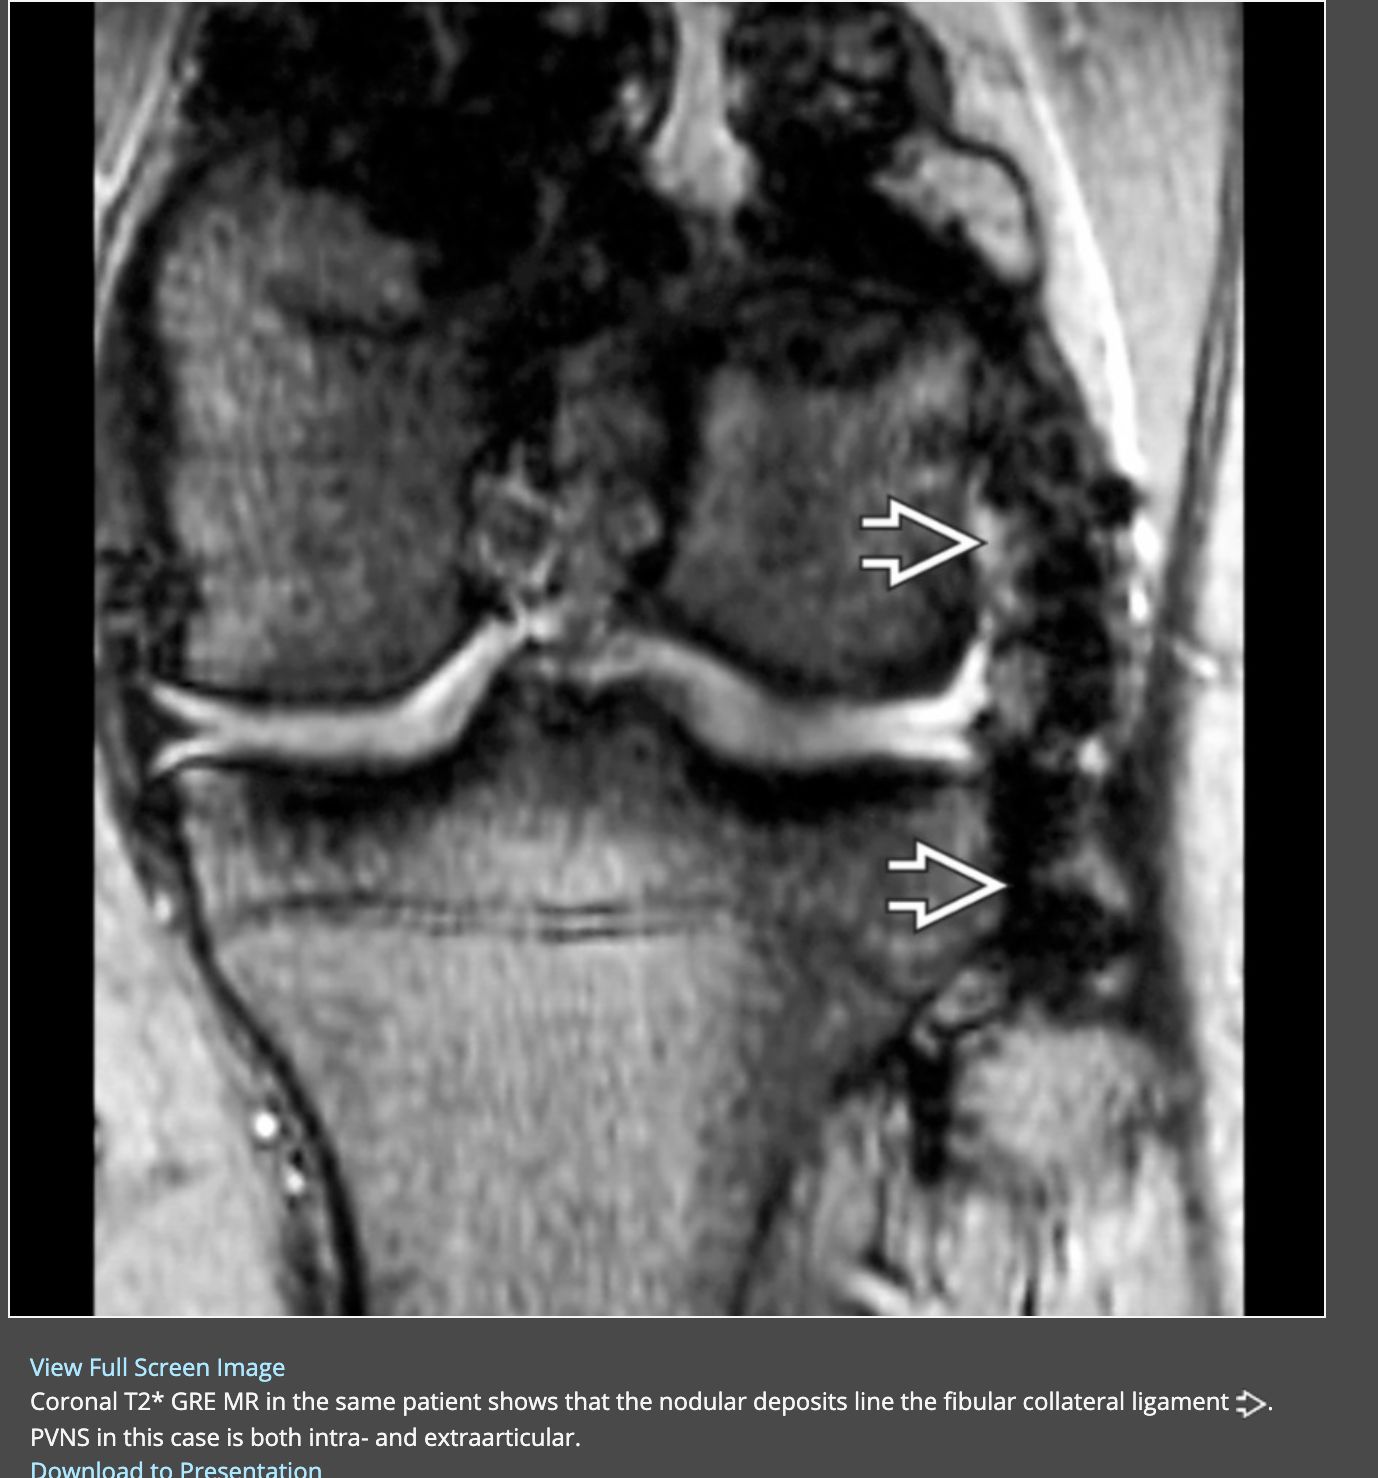 View Full Screen Image
Coronal T2* GRE MR in the same patient shows that the nodular deposits line the fibular collateral ligament .
PVNS in this case is both intra- and extraarticular.
Download to Presentation